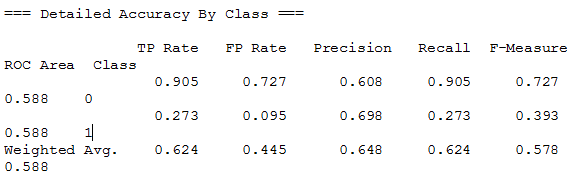 === Detailed Accuracy By Class ===
TP Rate FP Rate Precision Recall F-Measure
ROC Area Class
0.905 0.727 0.608 0.905 0.727
0.588 0
0.273 0.095 0.698 0.273 0.393
0.588 1
Weighted Avg. 0.624 0.445 0.648 0.624 0.578
0.588